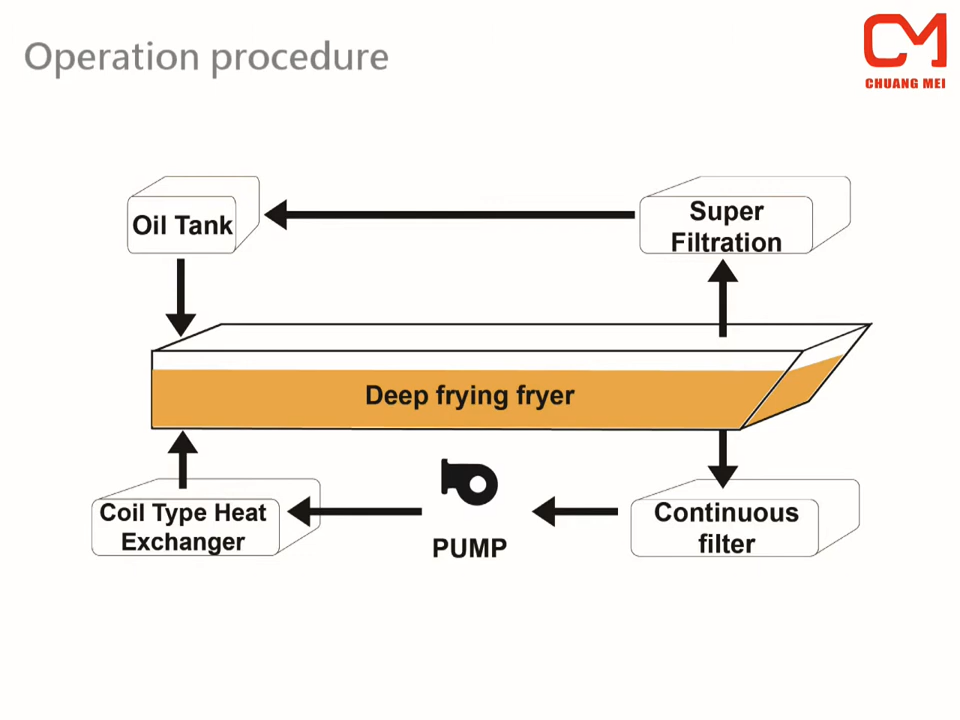 Operation procedure
CM
CHUANG MEI
Oil Tank
Super
Filtration
Deep frying fryer
Coil Type Heat
Exchanger
PUMP
Continuous
filter